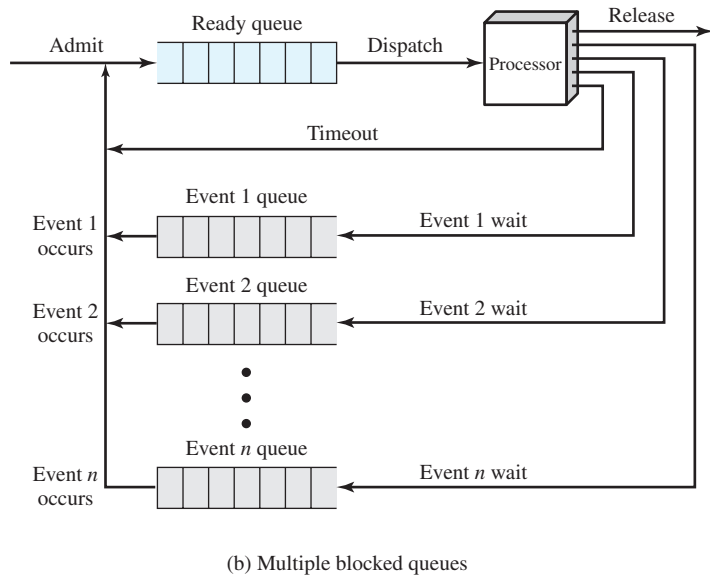 Release
Ready queue
Admit
Dispatch
Processor
Timeout
Event 1 queue
Event 1
occurs
Event 1 wait
Event 2 queue
Event 2
occurs
Event 2 wait
Event n queue
Event n
occurs
Event n wait
(b) Multiple blocked queues